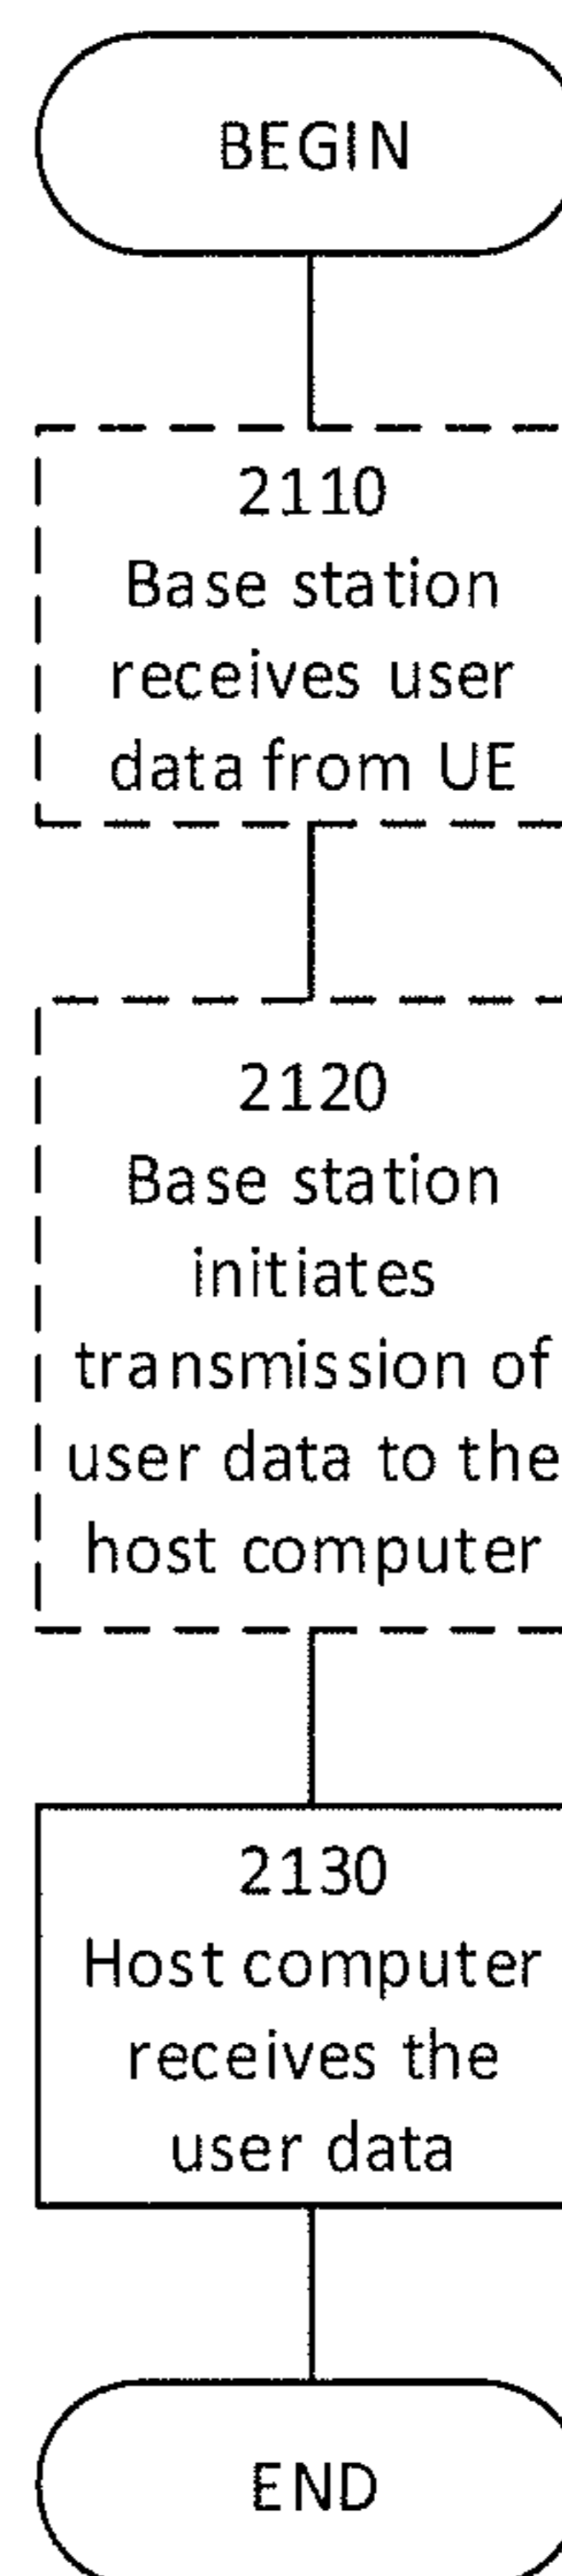 BEGIN
2110
Base station
receives user
data from UE
2120
Base station
initiates
transmission of
user data to the
host computer
2130
Host computer
receives the
user data
END